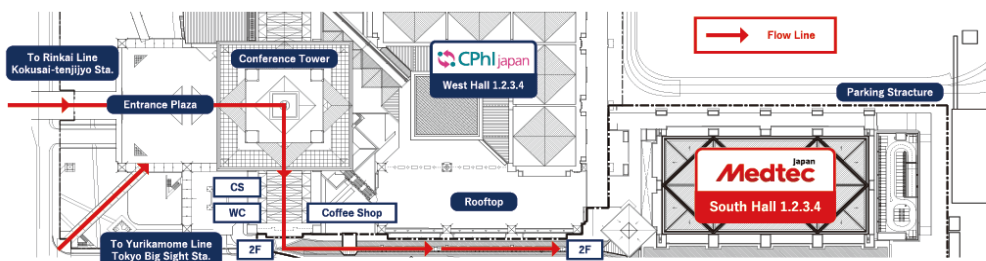 To Rinkai Line
Kokusai-tenjijyo Sta.
Entrance Plaza
Conference Tower
CPhI japan
West Hall 1.2.3.4
Flow Line
Parking Stracture
Japan
Medtec
South Hall 1.2.3.4
CS
WC
Coffee Shop
Rooftop
To Yurikamome Line
Tokyo Big Sight Sta.
2F
2F